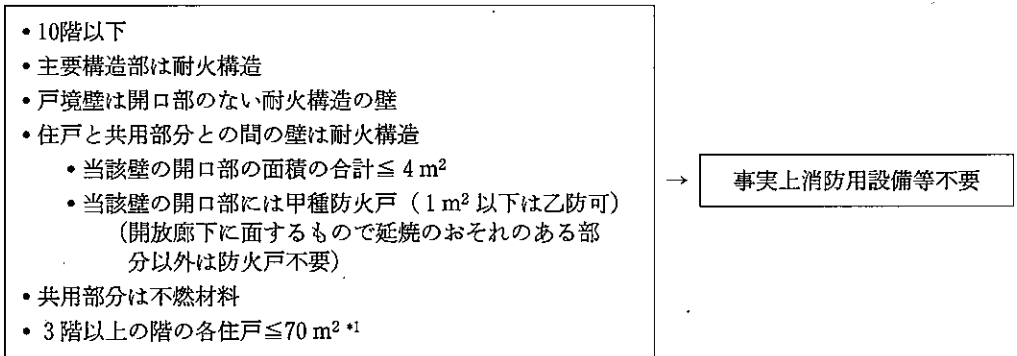 • 10階以下
• 主要構造部は耐火構造
• 戸境壁は開口部のない耐火構造の壁
• 住戸と共用部分との間の壁は耐火構造
• 当該壁の開口部の面積の合計≦ 4 m²
• 当該壁の開口部には甲種防火戸（1 m² 以下は乙防可）
（開放廊下に面するもので延焼のおそれのある部
分以外は防火戸不要）
• 共用部分は不燃材料
• 3階以上の階の各住戸≦70 m² *1
→
事実上消防用設備等不要